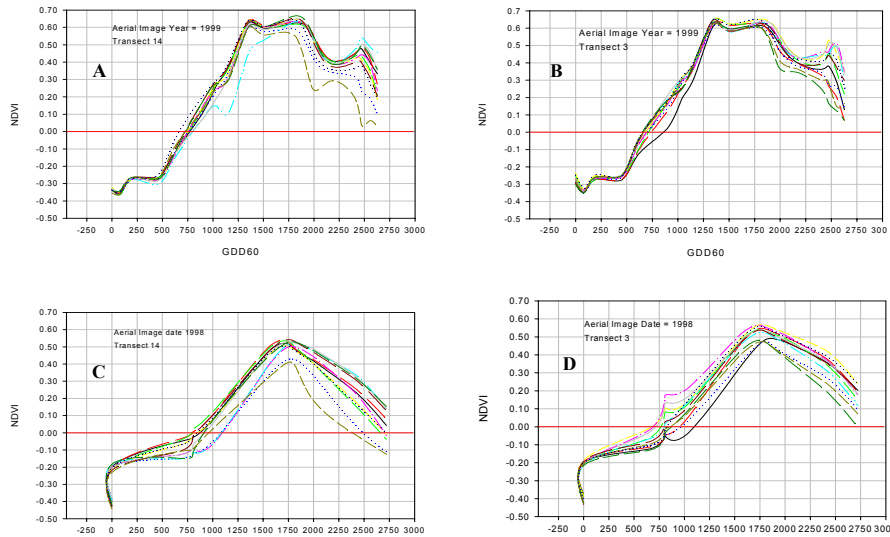 0.70 0.60 0.50 0.40 0.30 0.20 0.10 0.00 -0.10 -0.20 -0.30 -0.40 -0.50
NDVI
Aerial Image Year = 1999
Transect 14
A
-250 0 250 500 750 1000 1250 1500 1750 2000 2250 2500 2750 3000
GDD60
0.7 0.6 0.5 0.4 0.3 0.2 0.1 0.0 -0.1 -0.2 -0.3 -0.4 -0.5
NDVI
Aerial Image Year = 1999
Transect 3
B
-250 0 250 500 750 1000 1250 1500 1750 2000 2250 2500 2750 3000
GDD60
0.70 0.60 0.50 0.40 0.30 0.20 0.10 0.00 -0.10 -0.20 -0.30 -0.40 -0.50
NDVI
Aerial Image date 1998
Transect 14
C
-250 0 250 500 750 1000 1250 1500 1750 2000 2250 2500 2750 3000
0.70 0.60 0.50 0.40 0.30 0.20 0.10 0.00 -0.10 -0.20 -0.30 -0.40 -0.50
NDVI
Aerial Image Date = 1998
Transect 3
D
-250 0 250 500 750 1000 1250 1500 1750 2000 2250 2500 2750 300